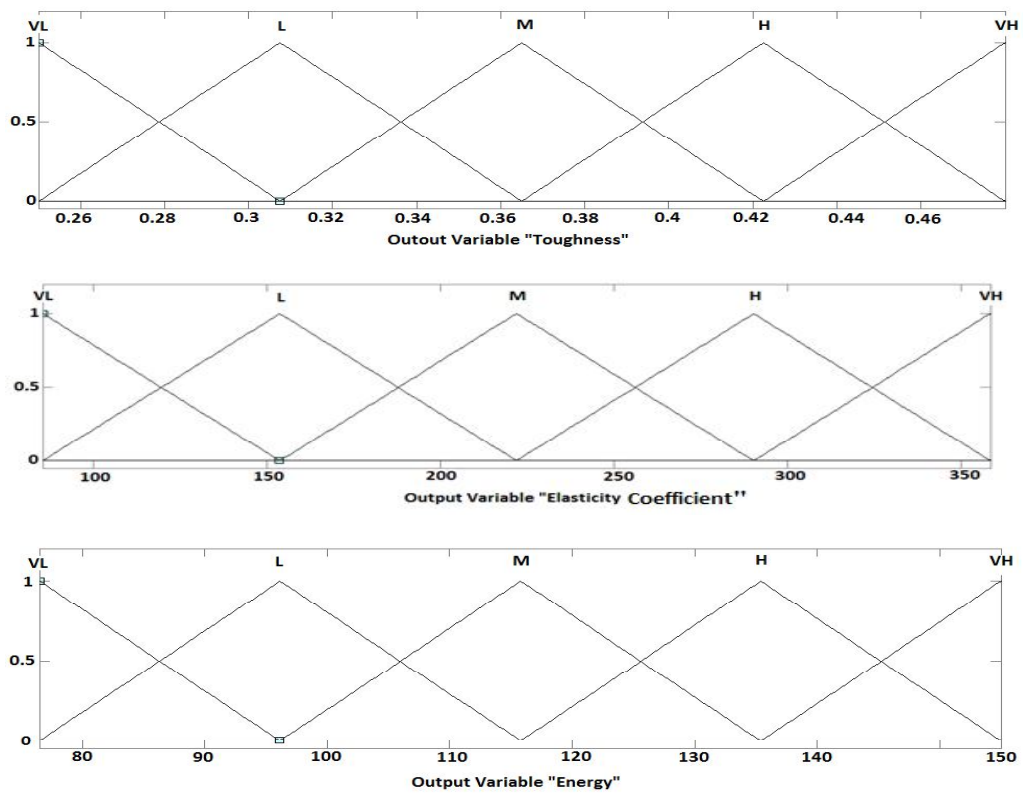 VL L M H VH
1
0.5
0
0.26 0.28 0.3 0.32 0.34 0.36 0.38 0.4 0.42 0.44 0.46
Outout Variable "Toughness"
VL L M H VH
1
0.5
0
100 150 200 250 300 350
Output Variable "Elasticity Coefficient"
VL L M H VH
1
0.5
0
80 90 100 110 120 130 140 150
Output Variable "Energy"